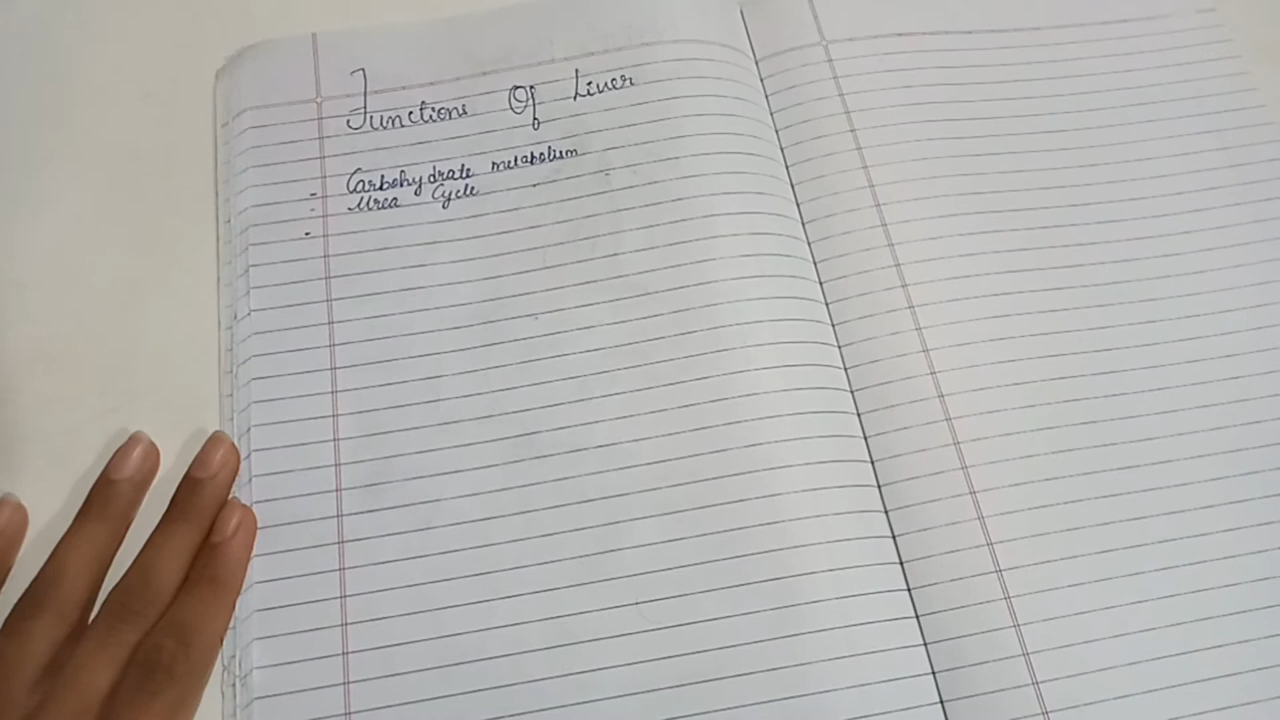 Functions Of Liver
- Carbohydrate metabolism
- Urea Cycle
-